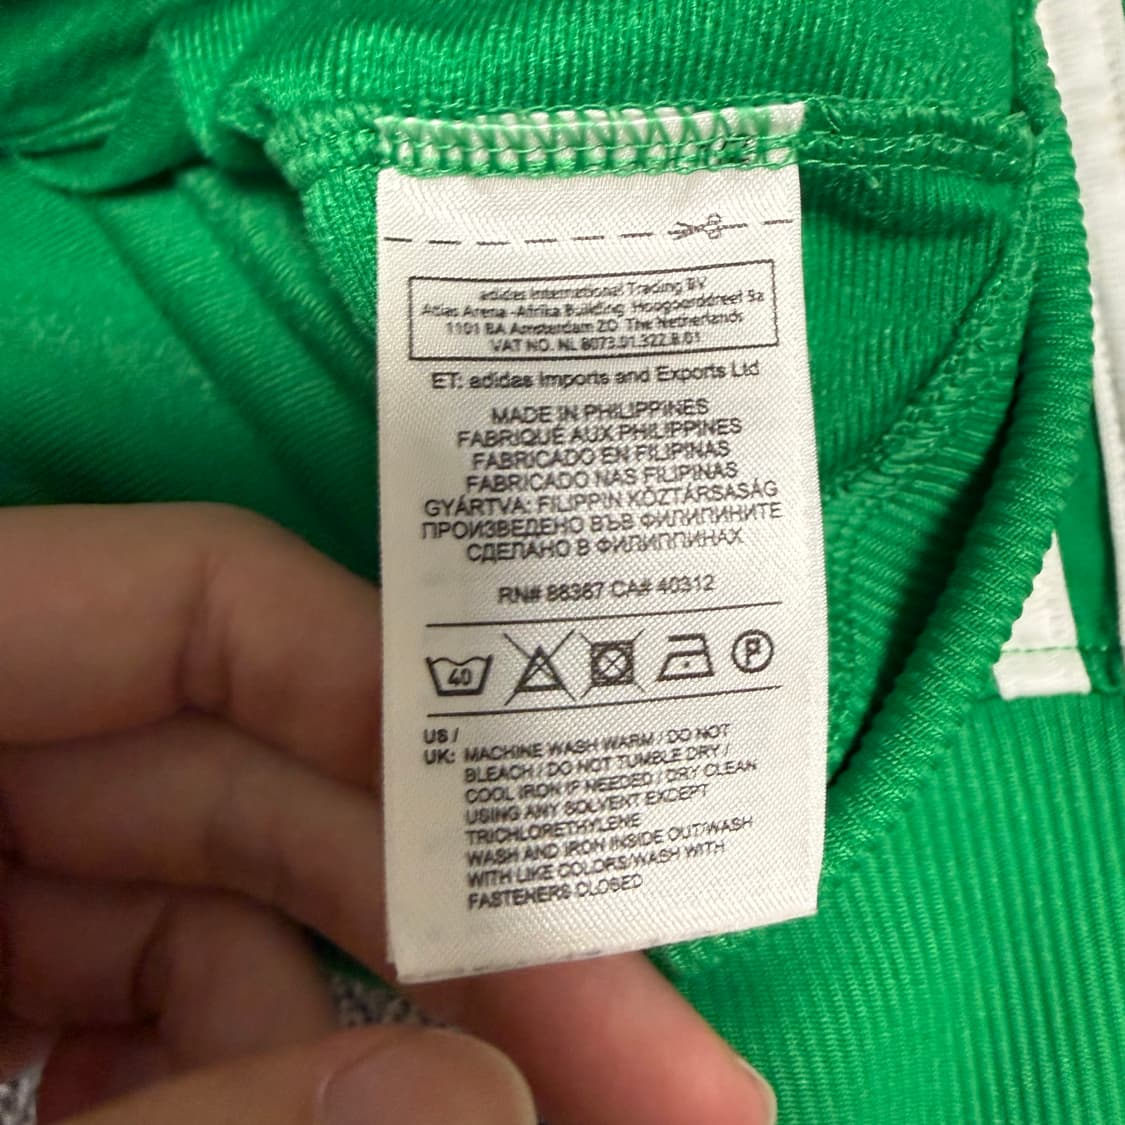 adidas International Trading BV
Atlas Arena -Afrika Building Hoogoorddreef 9a
1101 BA Amsterdam ZO The Netherlands
VAT NO. NL 8073.01.322.B.01
ET: adidas Imports and Exports Ltd
MADE IN PHILIPPINES
FABRIQUÉ AUX PHILIPPINES
FABRICADO EN FILIPINAS
FABRICADO NAS FILIPINAS
GYÁRTVA: FILIPPIN KÖZTÁRSASÁG
ПРОИЗВЕДЕНО ВЪВ ФИЛИПИНИТЕ
СДЕЛАНО В ФИЛИППИНАХ
RN# 88387 CA# 40312
40 P
US /
UK: MACHINE WASH WARM / DO NOT
BLEACH / DO NOT TUMBLE DRY /
COOL IRON IF NEEDED / DRY CLEAN
USING ANY SOLVENT EXCEPT
TRICHLORETHYLENE
WASH AND IRON INSIDE OUT/WASH
WITH LIKE COLORS/WASH WITH
FASTENERS CLOSED